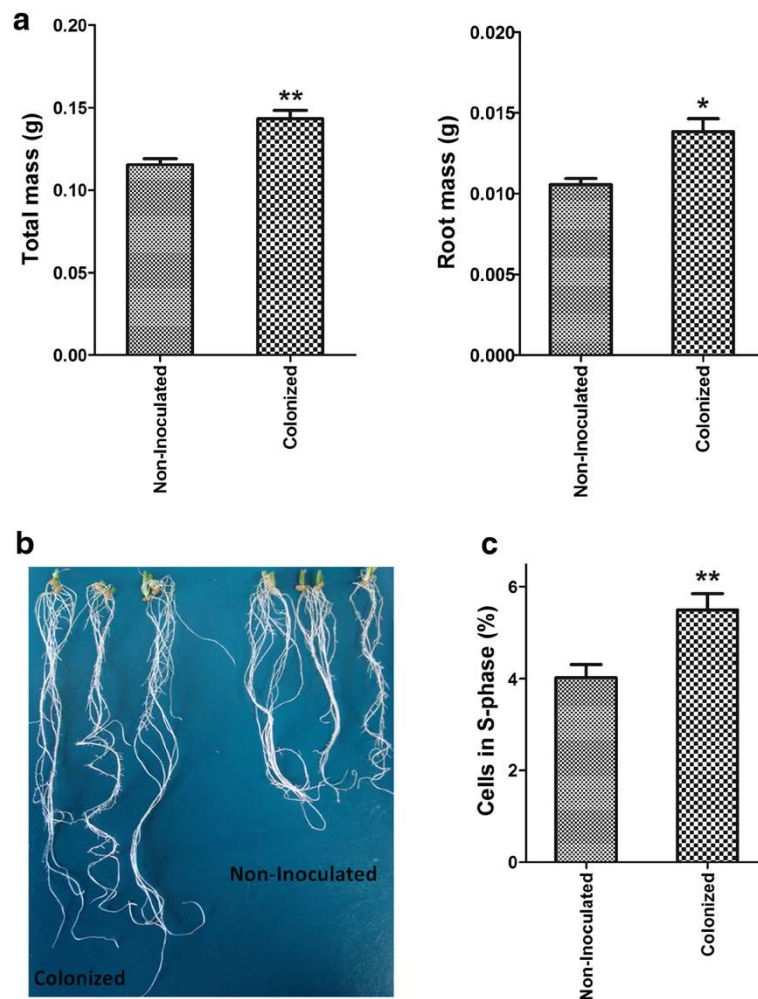 a
Total mass (g)
0.20
0.15
0.10
0.05
0.00
**
Non-Inoculated
Colonized
Root mass (g)
0.020
0.015
0.010
0.005
0.000
*
Non-Inoculated
Colonized
b
Non-Inoculated
Colonized
c
Cells in S-phase (%)
6
4
2
0
**
Non-Inoculated
Colonized